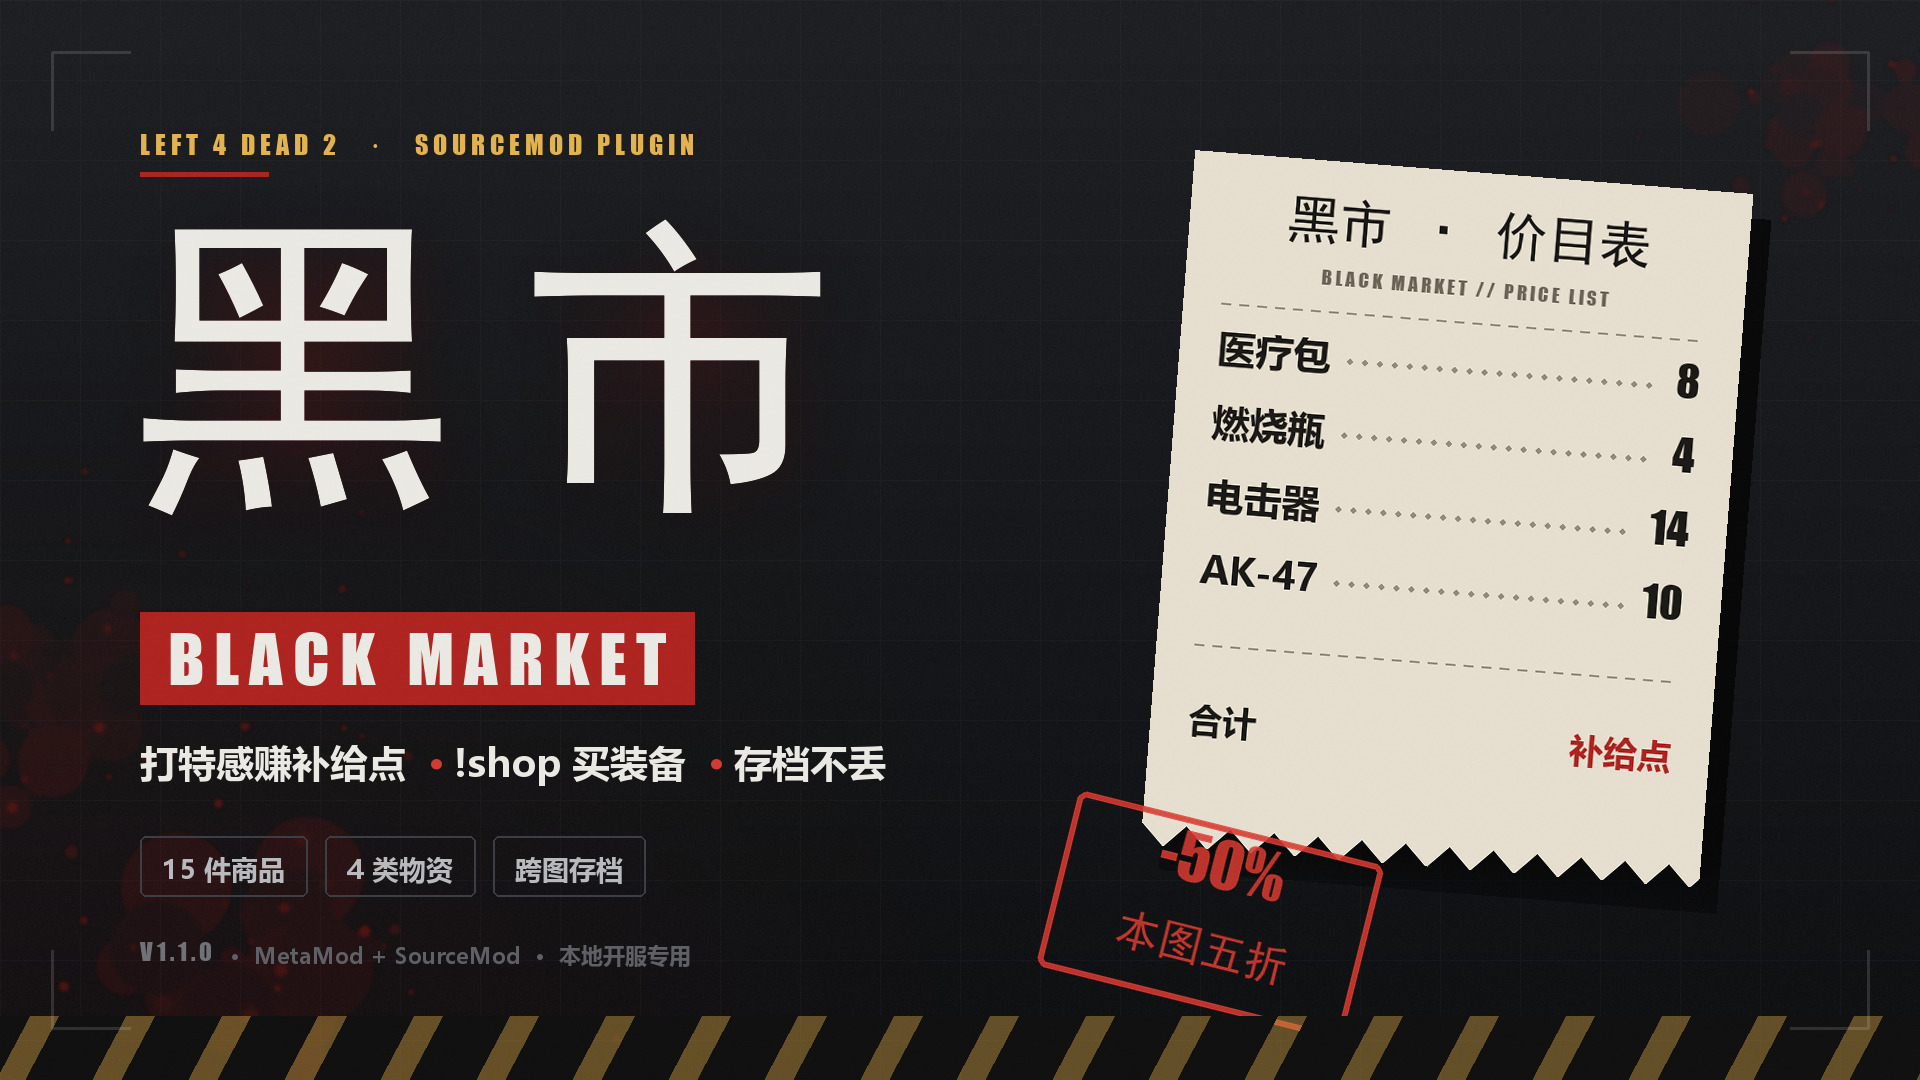 LEFT 4 DEAD 2 · SOURCEMOD PLUGIN
黑市
BLACK MARKET
打特感赚补给点 • !shop 买装备 • 存档不丢
15 件商品
4 类物资
跨图存档
V1.1.0 • MetaMod + SourceMod • 本地开服专用
黑市 · 价目表
BLACK MARKET // PRICE LIST
医疗包 8
燃烧瓶 4
电击器 14
AK-47 10
合计 补给点
-50%
本图五折